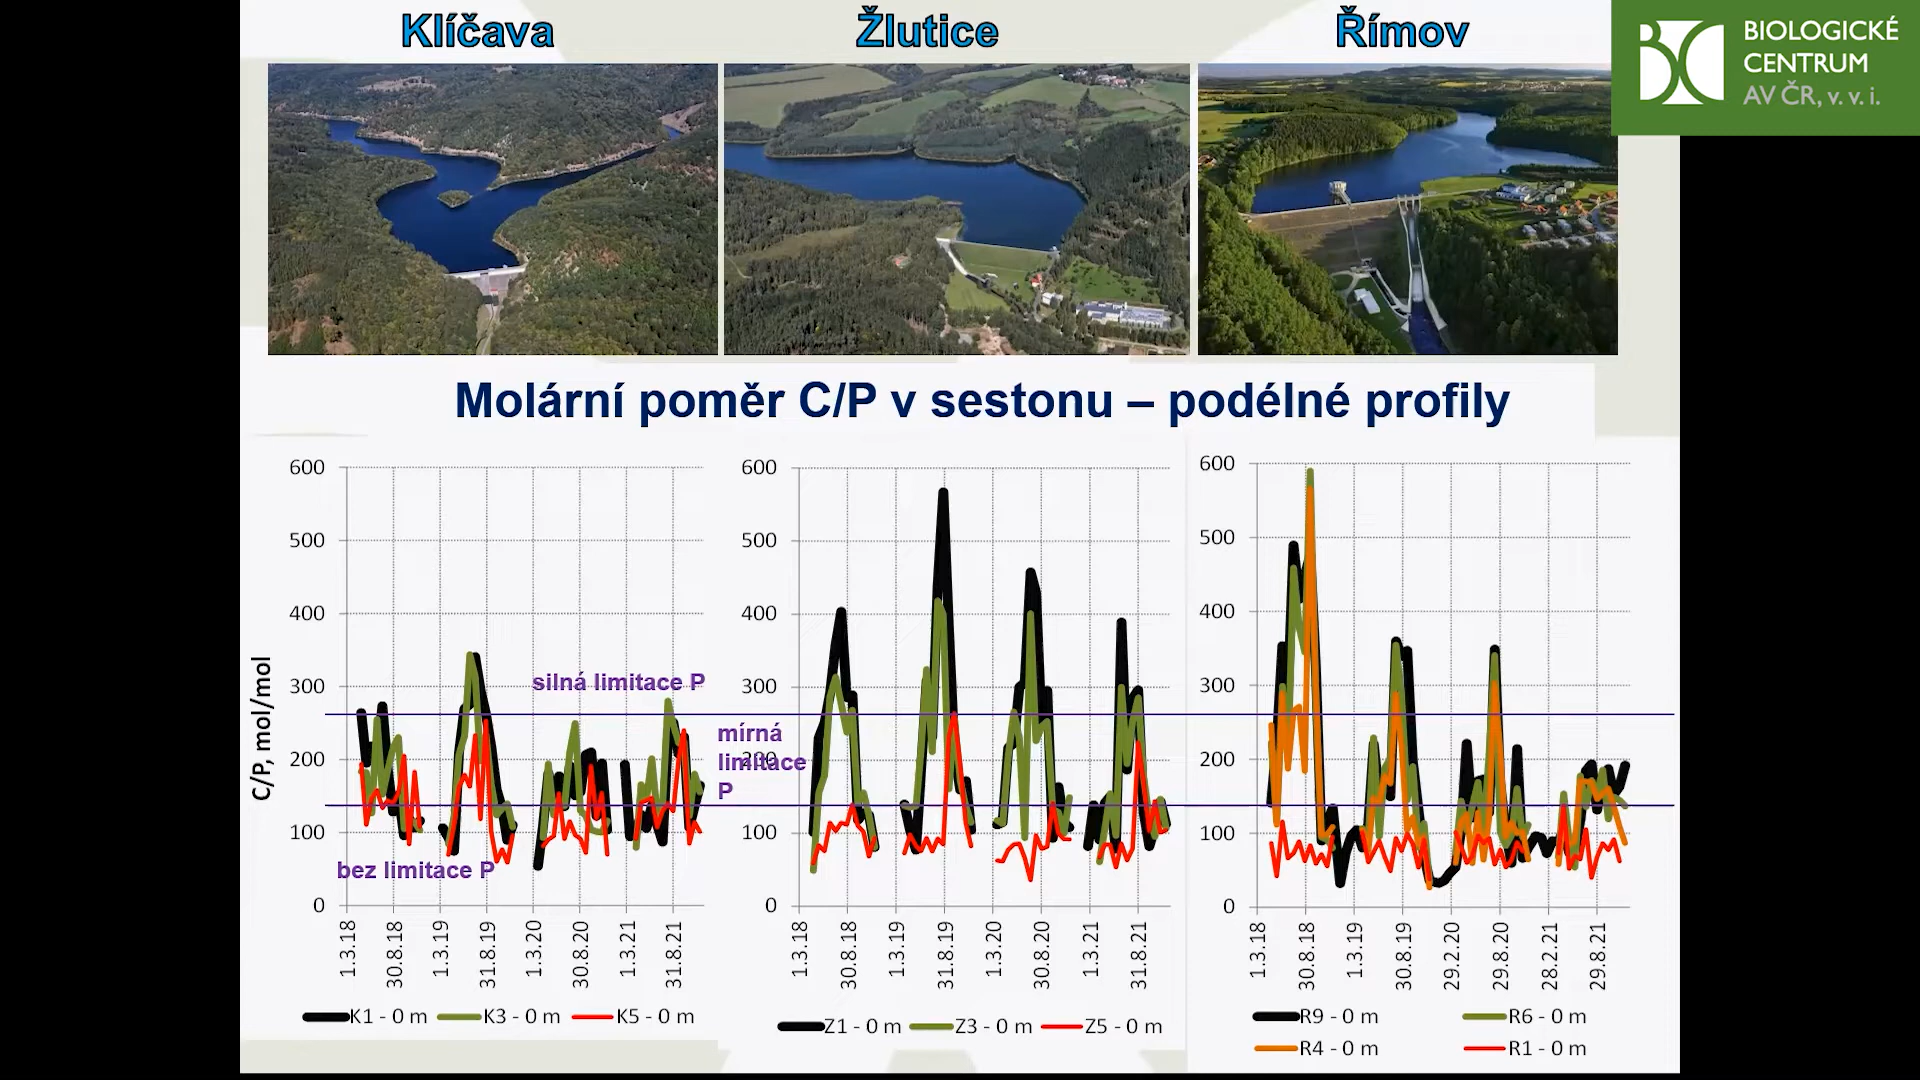 Klíčava
Žlutice
Římov
BIOLOGICKÉ
CENTRUM
AV ČR, v. v. i.
Molární poměr C/P v sestonu – podélné profily
C/P, mol/mol
600
500
400
300
200
100
0
silná limitace P
bez limitace P
1.3.18
30.8.18
1.3.19
31.8.19
1.3.20
30.8.20
1.3.21
31.8.21
K1 - 0 m
K3 - 0 m
K5 - 0 m
mírná
limitace
P
600
500
400
300
200
100
0
1.3.18
30.8.18
1.3.19
31.8.19
1.3.20
30.8.20
1.3.21
31.8.21
Z1 - 0 m
Z3 - 0 m
Z5 - 0 m
600
500
400
300
200
100
0
1.3.18
30.8.18
1.3.19
30.8.19
29.2.20
29.8.20
28.2.21
29.8.21
R9 - 0 m
R6 - 0 m
R4 - 0 m
R1 - 0 m